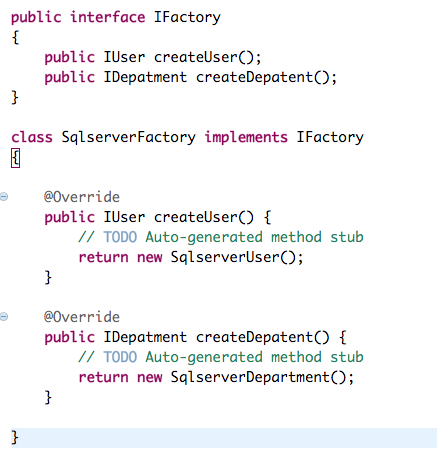 public interface IFactory
{
    public IUser createUser();
    public IDepatment createDepatent();
}

class SqlserverFactory implements IFactory
{

    @Override
    public IUser createUser() {
        // TODO Auto-generated method stub
        return new SqlserverUser();
    }

    @Override
    public IDepatment createDepatent() {
        // TODO Auto-generated method stub
        return new SqlserverDepartment();
    }

}